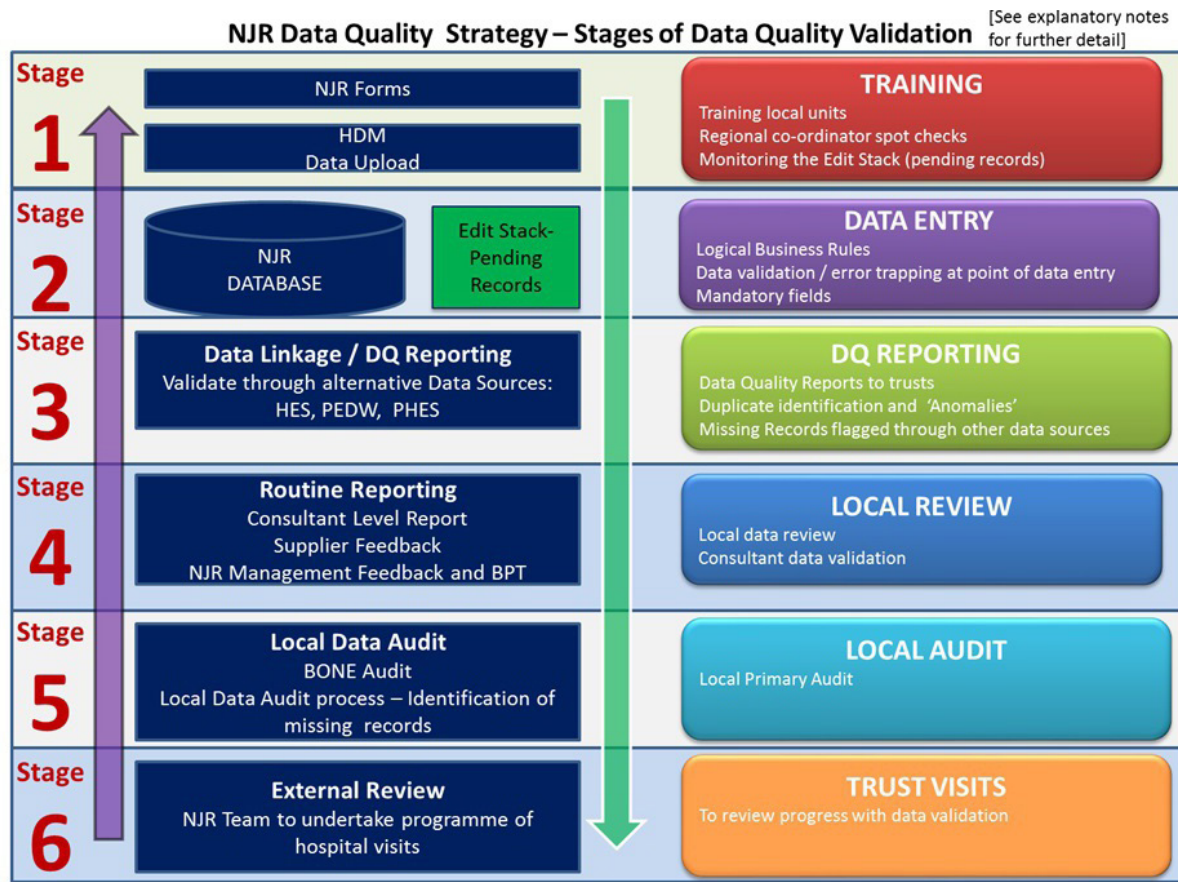 NJR Data Quality Strategy – Stages of Data Quality Validation
[See explanatory notes
for further detail]
Stage
1
NJR Forms
HDM
Data Upload
TRAINING
Training local units
Regional co-ordinator spot checks
Monitoring the Edit Stack (pending records)
Stage
2
NJR
DATABASE
Edit Stack-
Pending
Records
DATA ENTRY
Logical Business Rules
Data validation / error trapping at point of data entry
Mandatory fields
Stage
3
Data Linkage / DQ Reporting
Validate through alternative Data Sources:
HES, PEDW, PHES
DQ REPORTING
Data Quality Reports to trusts
Duplicate identification and ‘Anomalies’
Missing Records flagged through other data sources
Stage
4
Routine Reporting
Consultant Level Report
Supplier Feedback
NJR Management Feedback and BPT
LOCAL REVIEW
Local data review
Consultant data validation
Stage
5
Local Data Audit
BONE Audit
Local Data Audit process – Identification of
missing records
LOCAL AUDIT
Local Primary Audit
Stage
6
External Review
NJR Team to undertake programme of
hospital visits
TRUST VISITS
To review progress with data validation